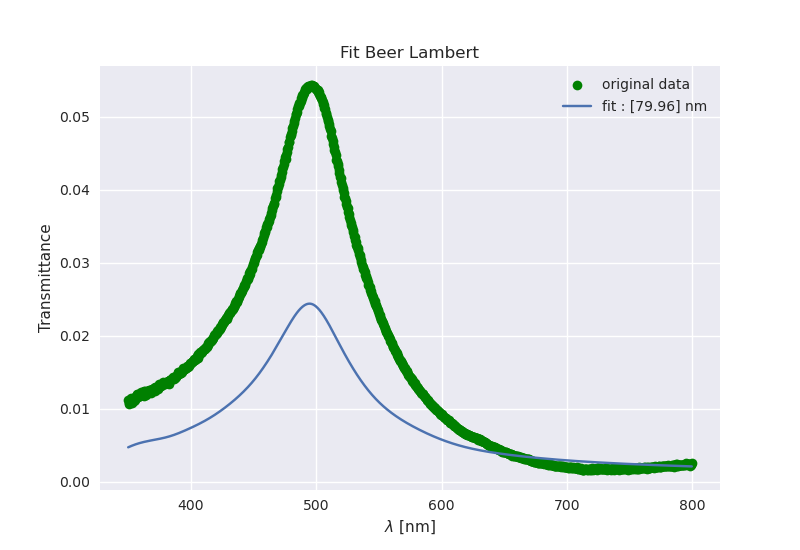 Fit Beer Lambert
original data
fit : [79.96] nm
Transmittance
0.05
0.04
0.03
0.02
0.01
0.00
400 500 600 700 800
λ [nm]